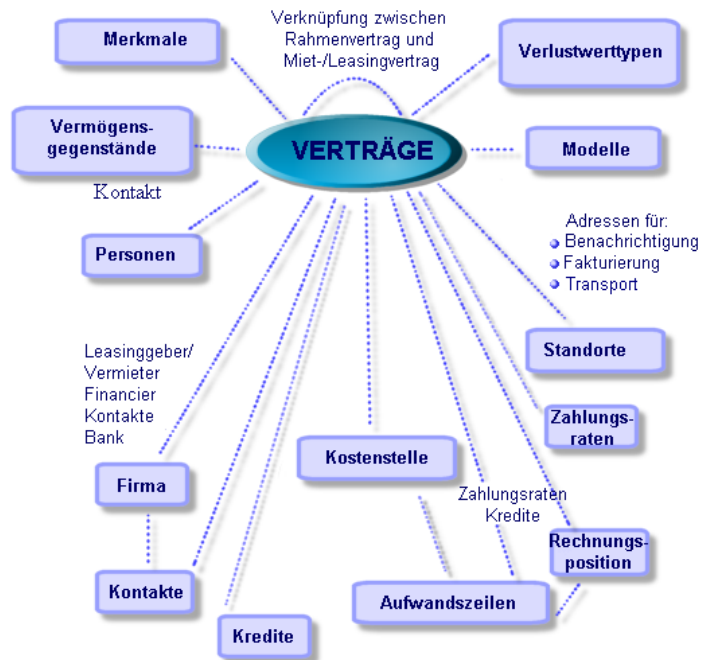 Verknüpfung zwischen
Rahmenvertrag und
Miet-/Leasingvertrag
Merkmale
Verlustwerttypen
Vermögens-
gegenstände
VERTRÄGE
Modelle
Kontakt
Personen
Adressen für:
Benachrichtigung
Fakturierung
Transport
Standorte
Leasinggeber/
Vermieter
Financier
Kontakte
Bank
Zahlungs-
raten
Kostenstelle
Firma
Zahlungsraten
Kredite
Rechnungs-
position
Kontakte
Aufwandszeilen
Kredite